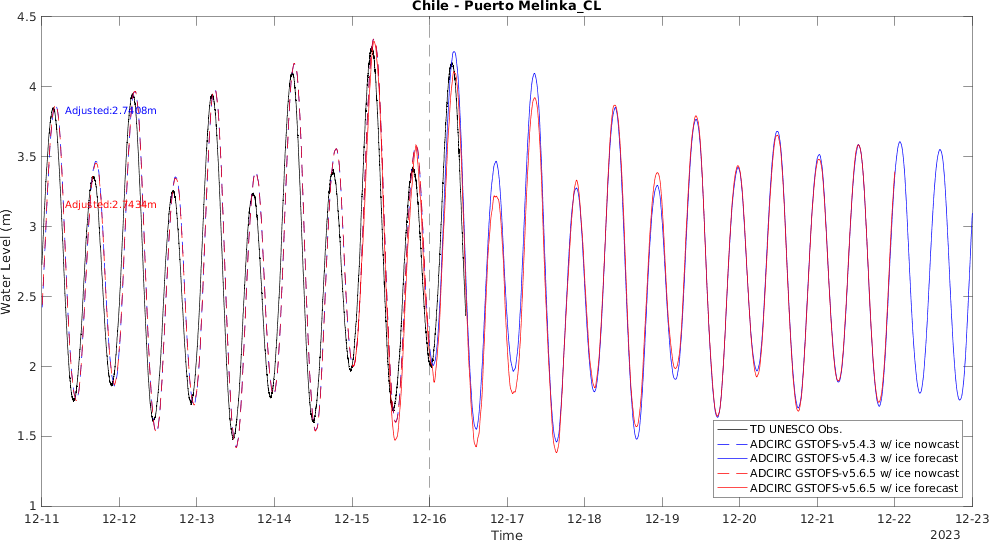 Chile - Puerto Melinka_CL
4.5
4
3.5
3
2.5
2
1.5
1
Water Level (m)
Adjusted:2.7408m
Adjusted:2.7434m
TD UNESCO Obs.
ADCIRC GSTOFS-v5.4.3 w/ ice nowcast
ADCIRC GSTOFS-v5.4.3 w/ ice forecast
ADCIRC GSTOFS-v5.6.5 w/ ice nowcast
ADCIRC GSTOFS-v5.6.5 w/ ice forecast
12-11 12-12 12-13 12-14 12-15 12-16 12-17 12-18 12-19 12-20 12-21 12-22 12-23
Time
2023